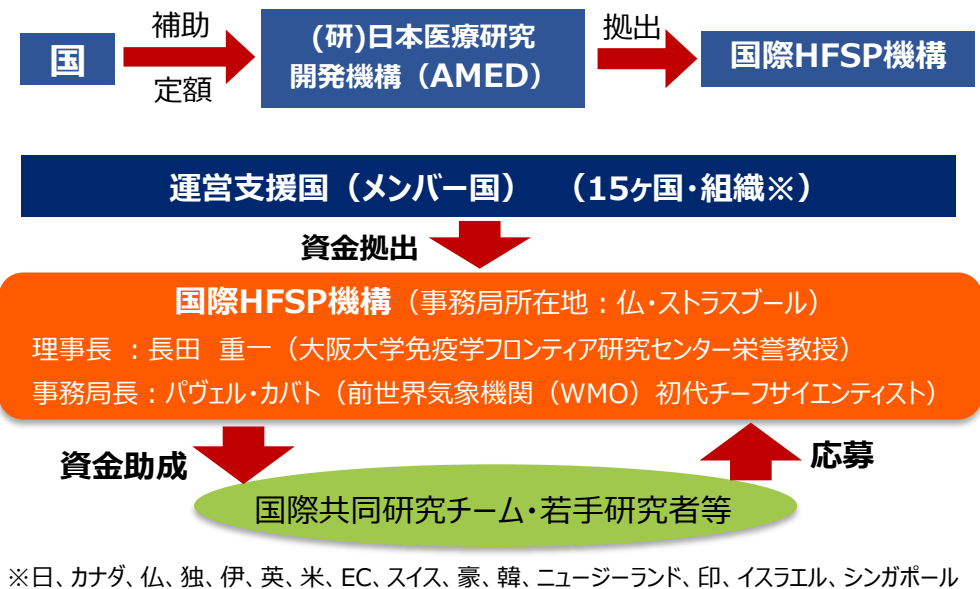 国
補助
定額
(研)日本医療研究
開発機構（AMED）
拠出
国際HFSP機構
運営支援国（メンバー国）　（15ヶ国・組織※）
資金拠出
国際HFSP機構（事務局所在地：仏・ストラスブール）
理事長 ：長田　重一（大阪大学免疫学フロンティア研究センター栄誉教授）
事務局長：パヴェル・カバト（前世界気象機関（WMO）初代チーフサイエンティスト）
資金助成
応募
国際共同研究チーム・若手研究者等
※日、カナダ、仏、独、伊、英、米、EC、スイス、豪、韓、ニュージーランド、印、イスラエル、シンガポール